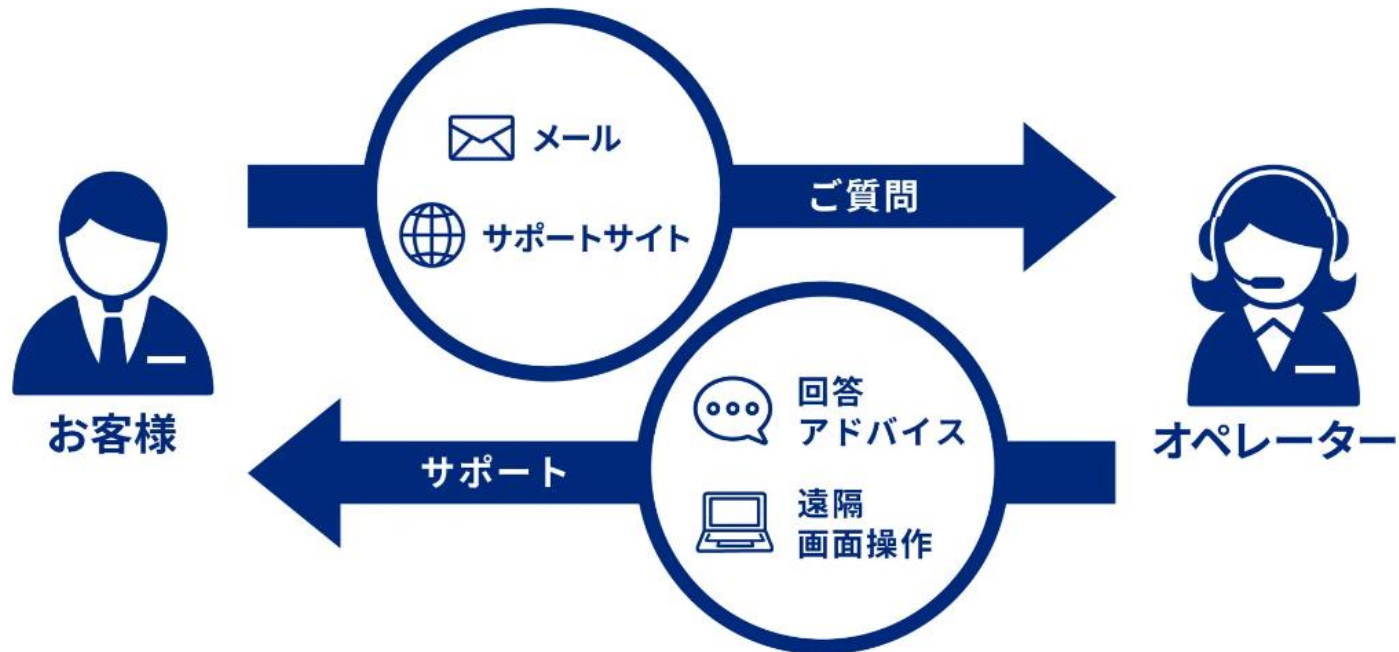 メール
サポートサイト
ご質問
お客様
オペレーター
サポート
回答
アドバイス
遠隔
画面操作